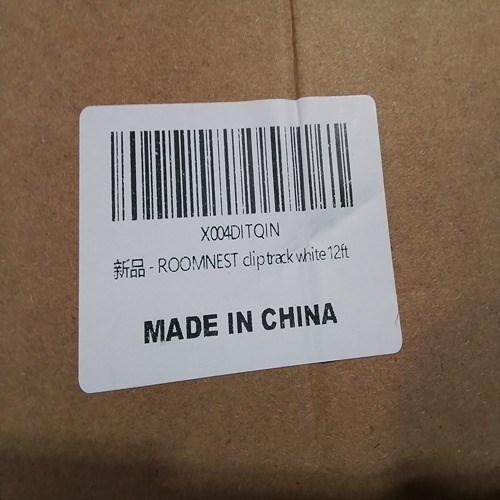 X004DITQIN
新品 - ROOMNEST clip track white 12ft
MADE IN CHINA